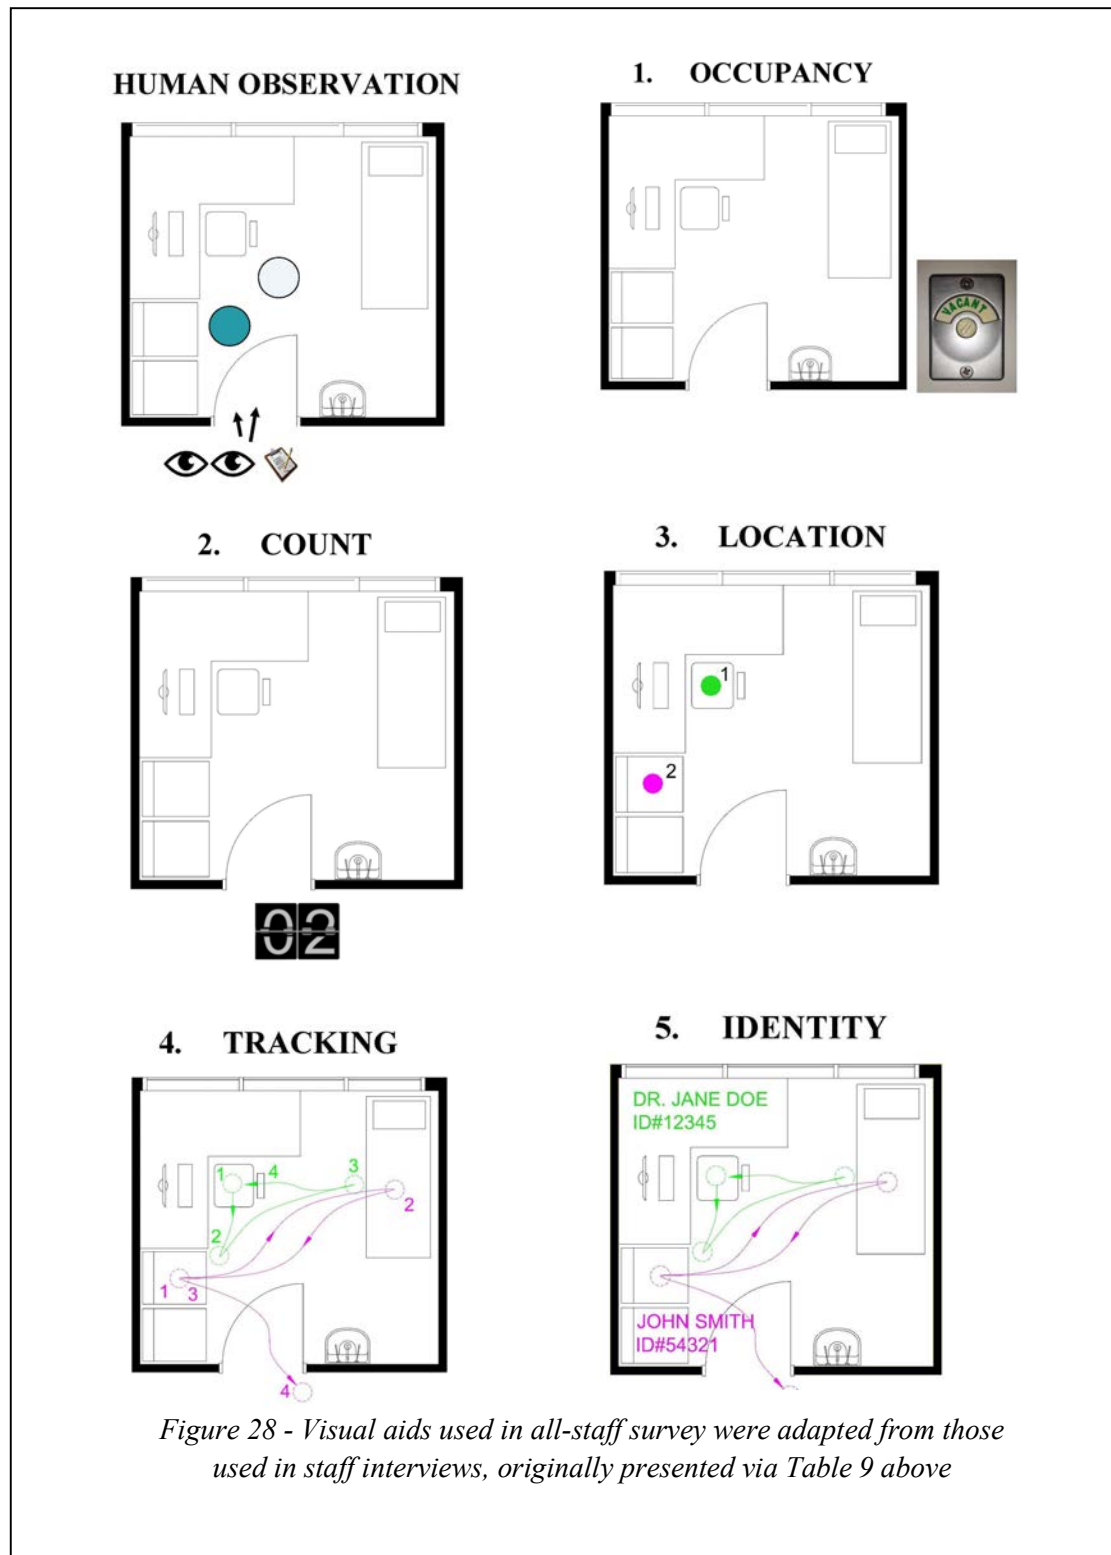 HUMAN OBSERVATION
1. OCCUPANCY
VACANT
2. COUNT
02
3. LOCATION
1
2
4. TRACKING
1
4
3
2
2
1
3
4
5. IDENTITY
DR. JANE DOE
ID#12345
JOHN SMITH
ID#54321
Figure 28 - Visual aids used in all-staff survey were adapted from those
used in staff interviews, originally presented via Table 9 above